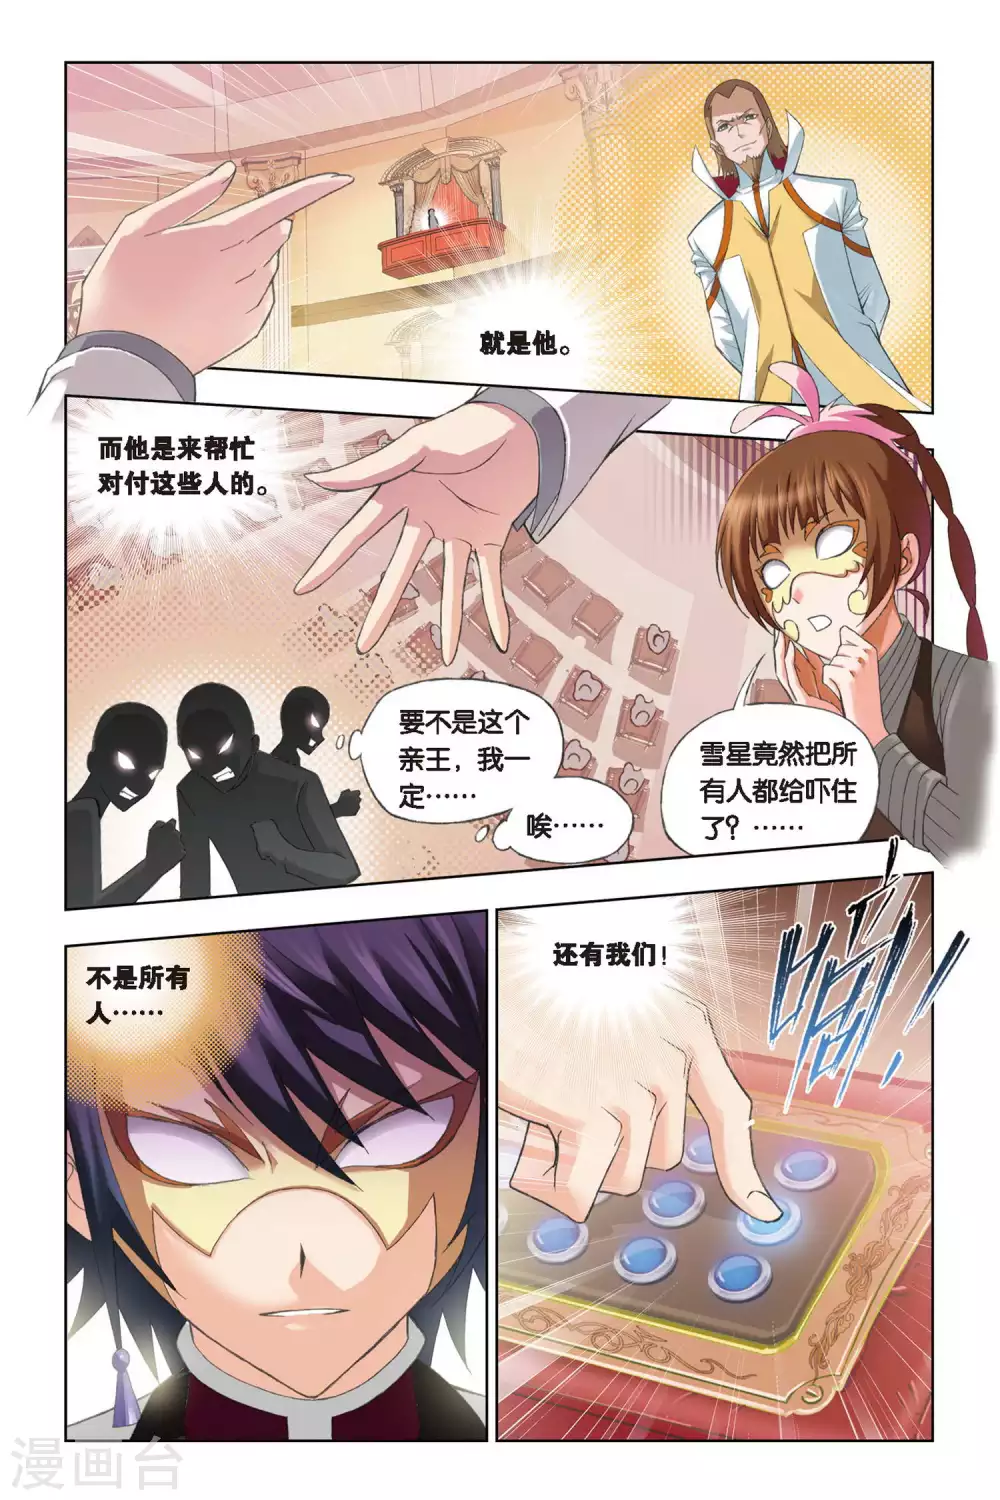 就是他。
而他是来帮忙
对付这些人的。
要不是这个
亲王，我一
定……
唉……
雪星竟然把所
有人都给吓住
了？……
不是所有
人……
还有我们！
漫画台